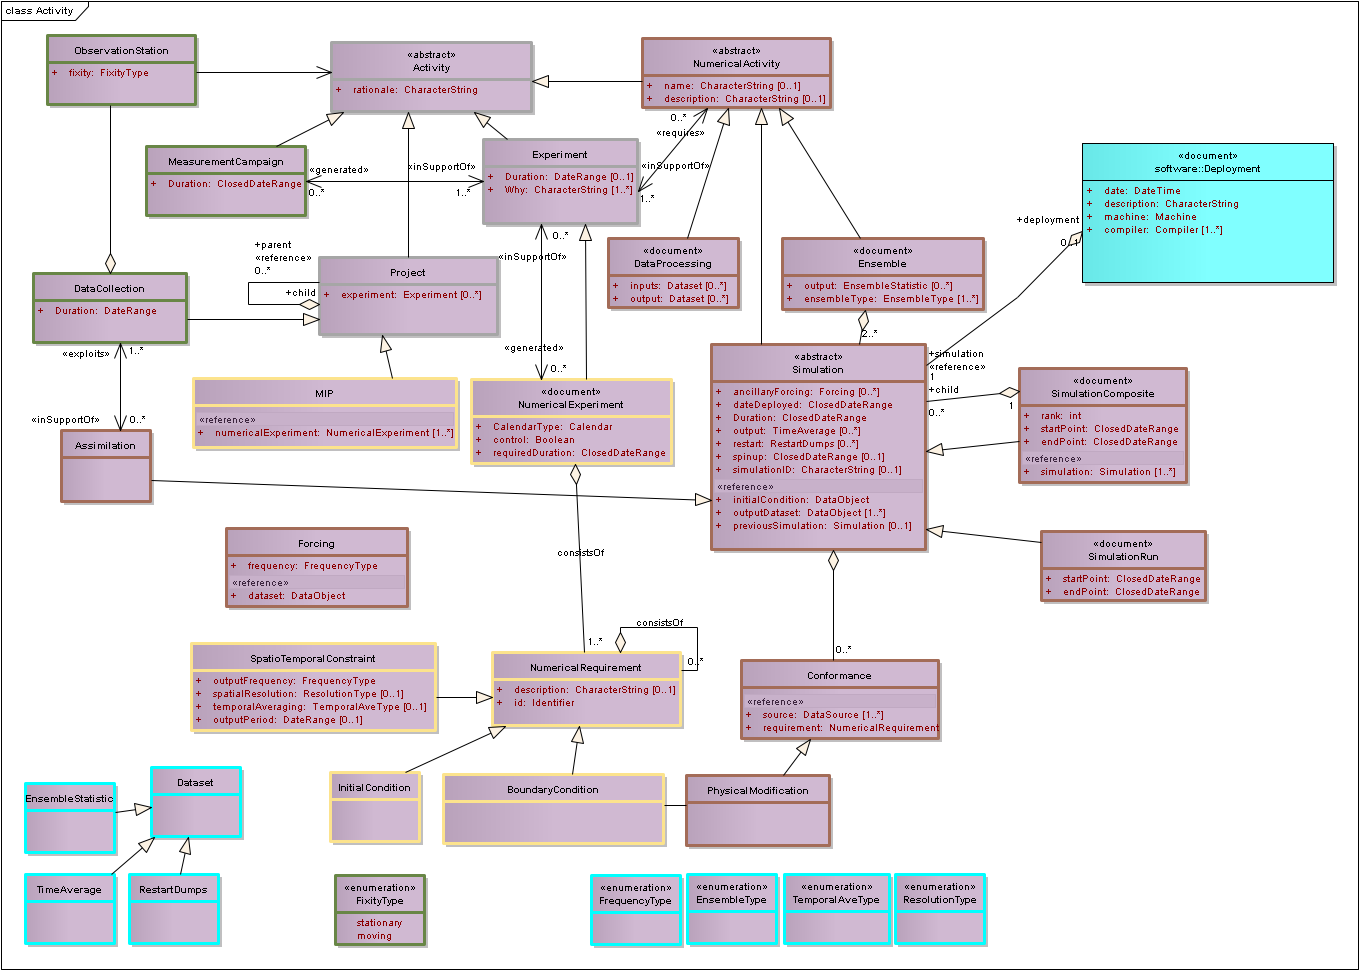 class Activity
ObservationStation
+ fixity: FixityType
«abstract»
Activity
+ rationale: CharacterString
«abstract»
NumericalActivity
+ name: CharacterString [0..1]
+ description: CharacterString [0..1]
0..*
«requires»
MeasurementCampaign
+ Duration: ClosedDateRange
«generated»
0..*
«inSupportOf»
1..*
Experiment
+ Duration: DateRange [0..1]
+ Why: CharacterString [1..*]
«inSupportOf»
1..*
«document»
software::Deployment
+ date: DateTime
+ description: CharacterString
+ machine: Machine
+ compiler: Compiler [1..*]
+deployment
0..1
+parent
«reference»
0..*
+child
Project
+ experiment: Experiment [0..*]
0..*
«inSupportOf»
«generated»
0..*
«document»
DataProcessing
+ inputs: Dataset [0..*]
+ output: Dataset [0..*]
«document»
Ensemble
+ output: EnsembleStatistic [0..*]
+ ensembleType: EnsembleType [1..*]
2..*
DataCollection
+ Duration: DateRange
«exploits»
1..*
«inSupportOf»
0..*
Assimilation
MIP
«reference»
+ numericalExperiment: NumericalExperiment [1..*]
«document»
NumericalExperiment
+ CalendarType: Calendar
+ control: Boolean
+ requiredDuration: ClosedDateRange
«abstract»
Simulation
+ ancillaryForcing: Forcing [0..*]
+ dateDeployed: ClosedDateRange
+ Duration: ClosedDateRange
+ output: TimeAverage [0..*]
+ restart: RestartDumps [0..*]
+ spinup: ClosedDateRange [0..1]
+ simulationID: CharacterString [0..1]
«reference»
+ initialCondition: DataObject
+ outputDataset: DataObject [1..*]
+ previousSimulation: Simulation [0..1]
+simulation
«reference»
1
+child
0..*
1
«document»
SimulationComposite
+ rank: int
+ startPoint: ClosedDateRange
+ endPoint: ClosedDateRange
«reference»
+ simulation: Simulation [1..*]
«document»
SimulationRun
+ startPoint: ClosedDateRange
+ endPoint: ClosedDateRange
Forcing
+ frequency: FrequencyType
«reference»
+ dataset: DataObject
consistsOf
1..*
consistsOf
0..*
SpatioTemporalConstraint
+ outputFrequency: FrequencyType
+ spatialResolution: ResolutionType [0..1]
+ temporalAveraging: TemporalAveType [0..1]
+ outputPeriod: DateRange [0..1]
NumericalRequirement
+ description: CharacterString [0..1]
+ id: Identifier
0..*
Conformance
«reference»
+ source: DataSource [1..*]
+ requirement: NumericalRequirement
InitialCondition
BoundaryCondition
PhysicalModification
EnsembleStatistic
Dataset
TimeAverage
RestartDumps
«enumeration»
FixityType
stationary
moving
«enumeration»
FrequencyType
«enumeration»
EnsembleType
«enumeration»
TemporalAveType
«enumeration»
ResolutionType